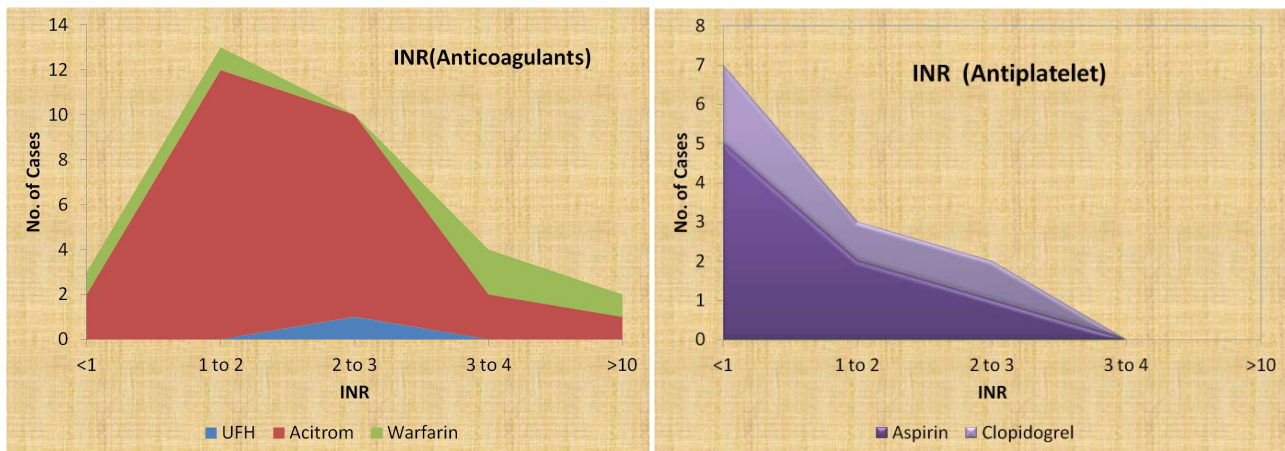 INR(Anticoagulants)
No. of Cases
14
12
10
8
6
4
2
0
<1 1 to 2 2 to 3 3 to 4 >10
INR
UFH Acitrom Warfarin
INR (Antiplatelet)
No. of Cases
8
7
6
5
4
3
2
1
0
<1 1 to 2 2 to 3 3 to 4 >10
INR
Aspirin Clopidogrel